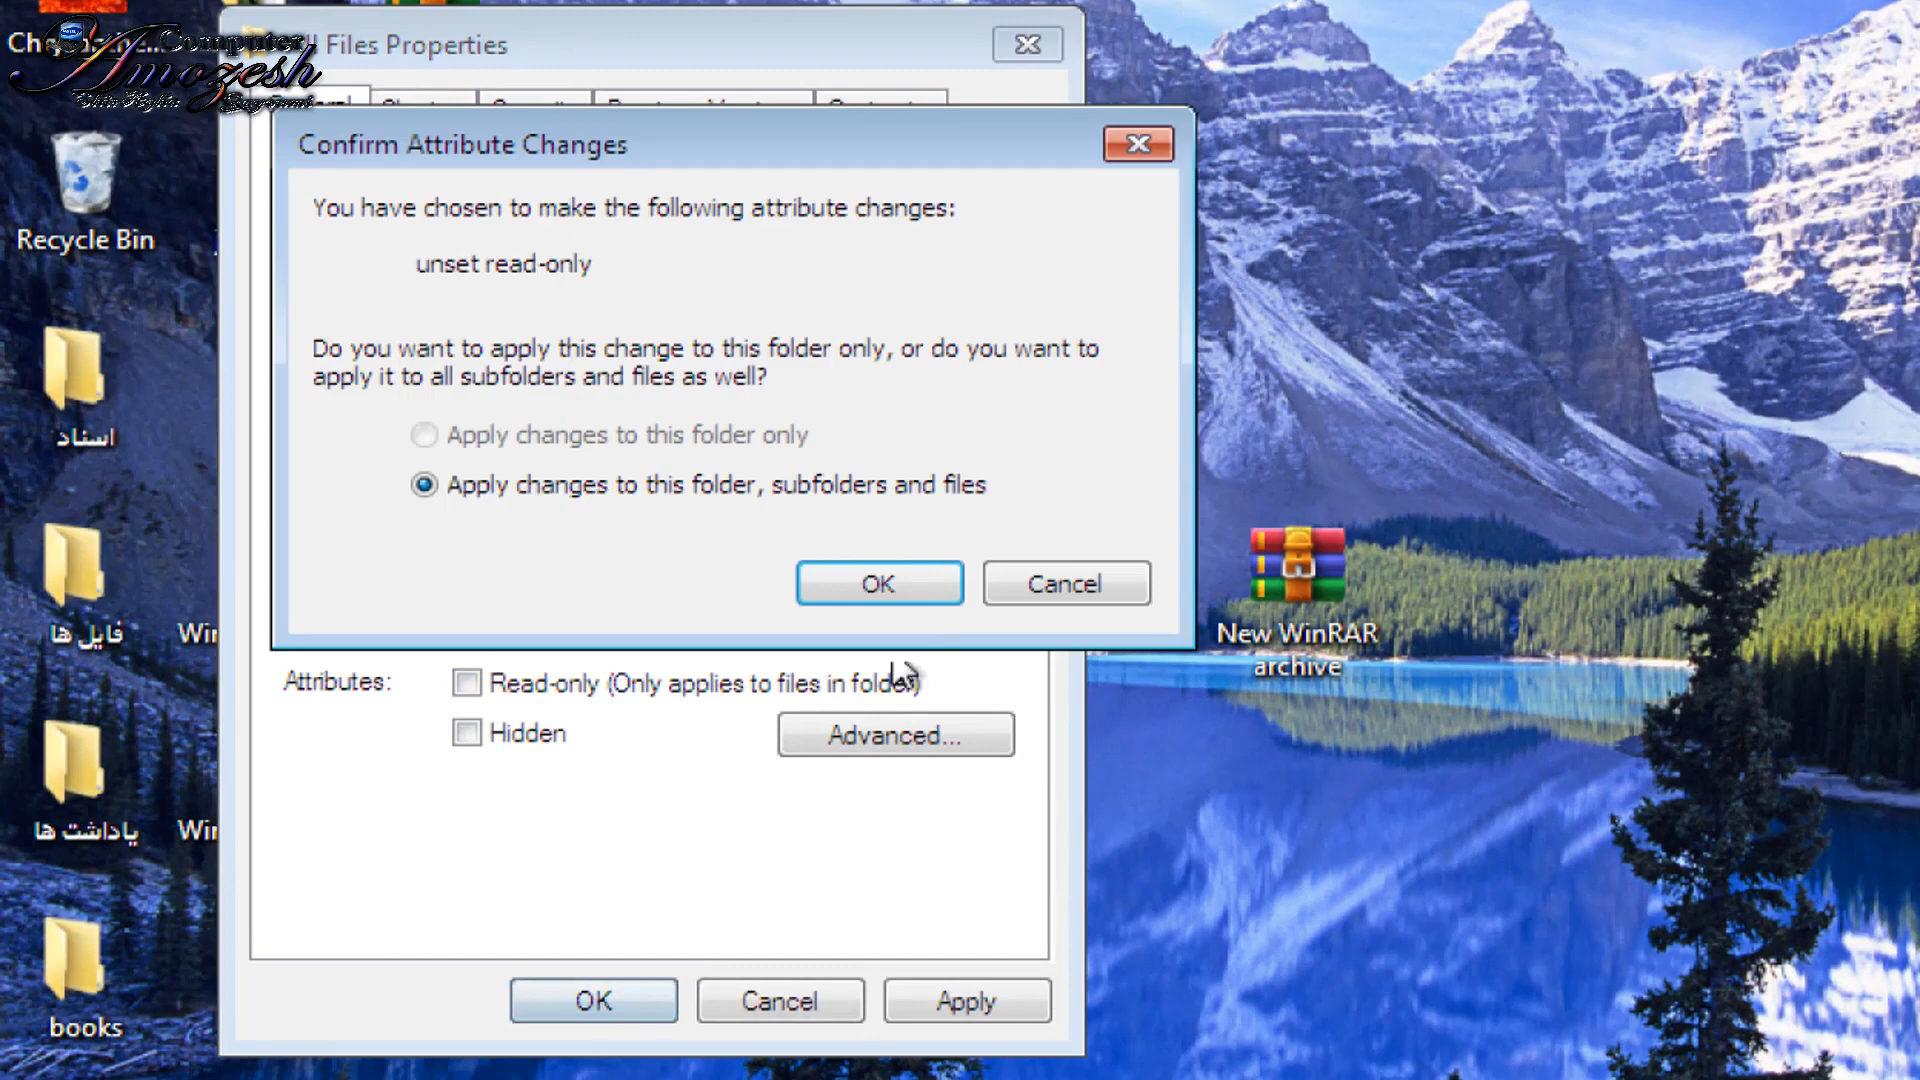 Computer
Amozesh
Files Properties
Confirm Attribute Changes
You have chosen to make the following attribute changes:
unset read-only
Do you want to apply this change to this folder only, or do you want to
apply it to all subfolders and files as well?
Apply changes to this folder only
Apply changes to this folder, subfolders and files
OK
Cancel
Attributes:
Read-only (Only applies to files in folder)
Hidden
Advanced...
OK
Cancel
Apply
Recycle Bin
اسناد
فایل ها
یاداشت ها
books
Win
Win
New WinRAR
archive